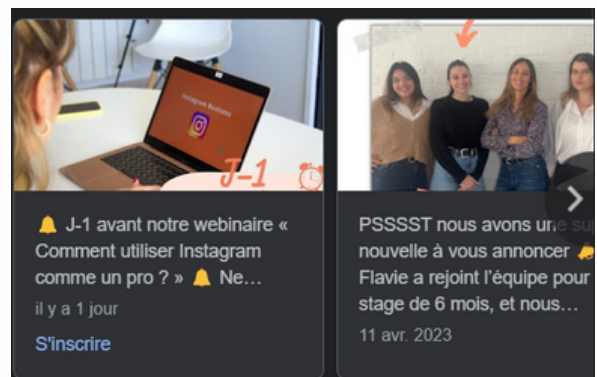 Instagram Business
J-1
🔔 J-1 avant notre webinaire «
Comment utiliser Instagram
comme un pro ? » 🔔 Ne…
il y a 1 jour
S'inscrire
PSSSST nous avons une
nouvelle à vous annoncer
Flavie a rejoint l'équipe pour
stage de 6 mois, et nous…
11 avr. 2023